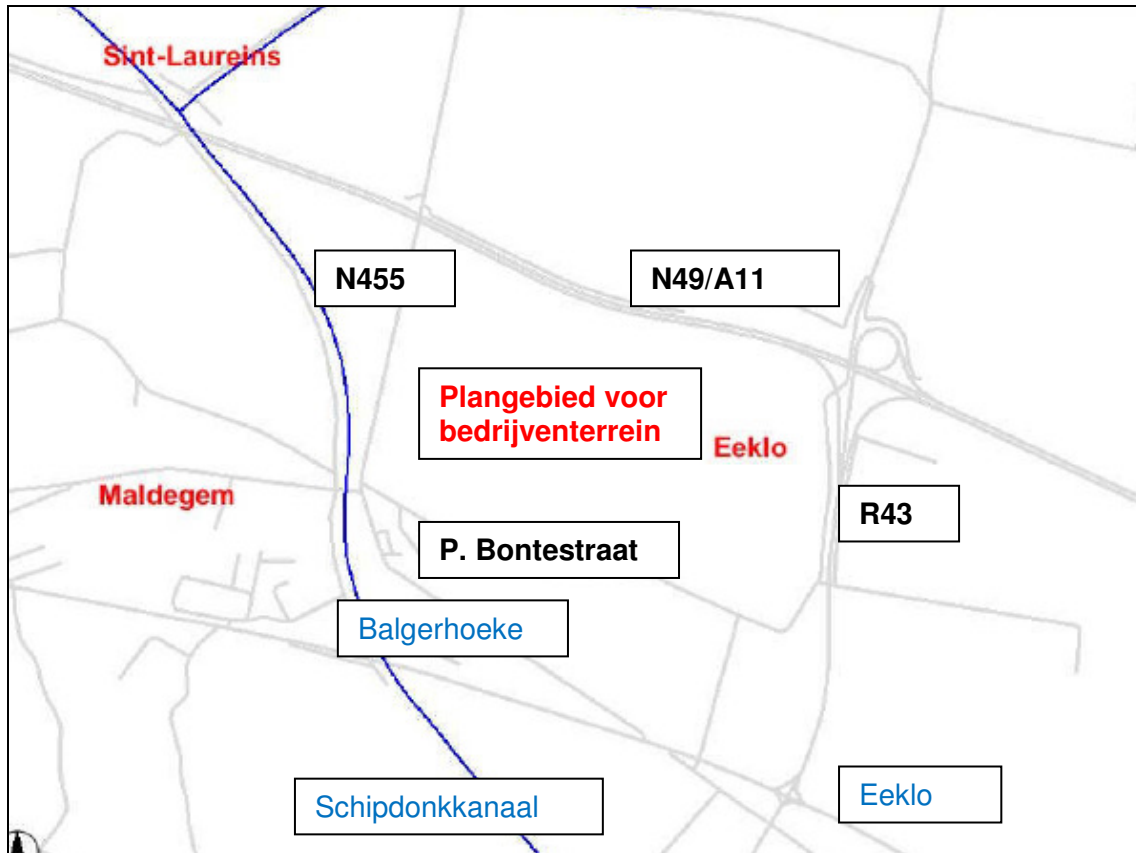 Sint-Laureins
N455
N49/A11
Plangebied voor
bedrijventerrein
Eeklo
Maldegem
R43
P. Bontestraat
Balgerhoeke
Schipdonkkanaal
Eeklo